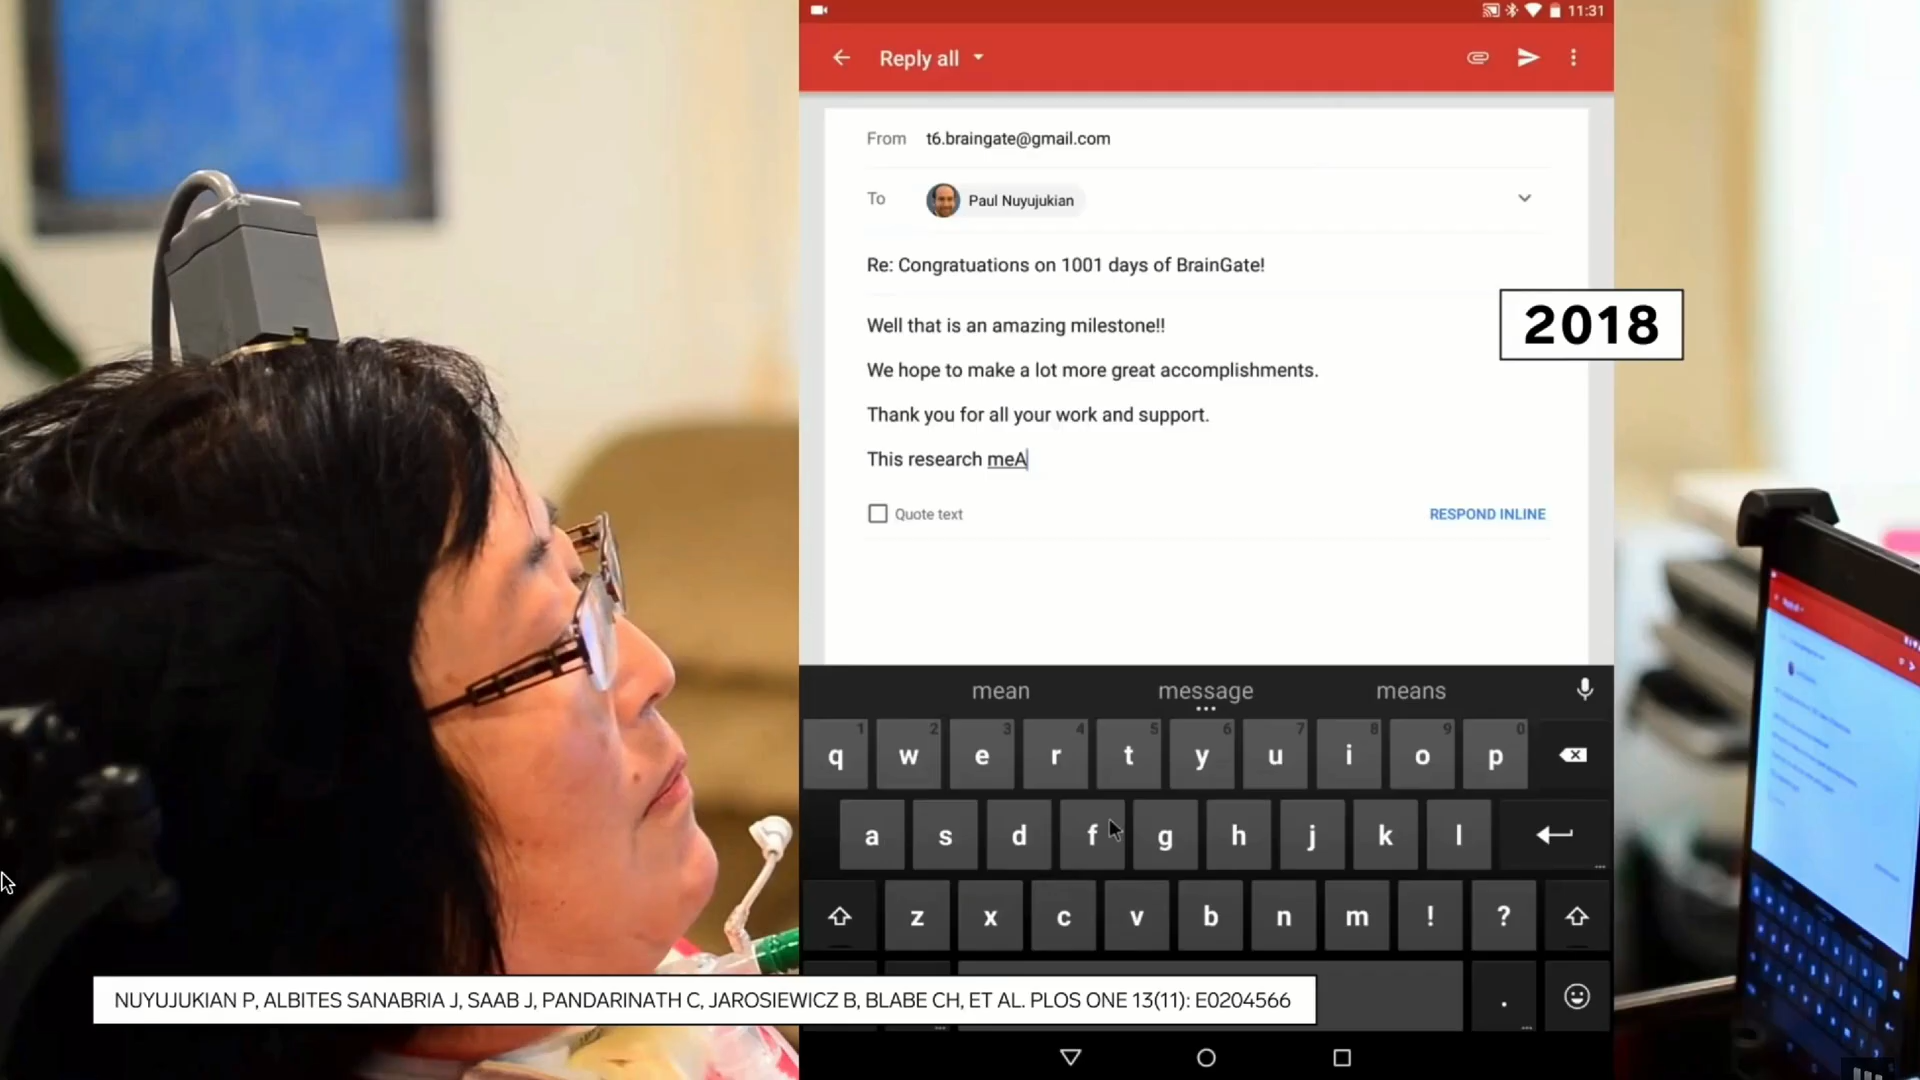 11:31
Reply all
From t6.braingate@gmail.com
To Paul Nuyujukian
Re: Congratuations on 1001 days of BrainGate!
2018
Well that is an amazing milestone!!
We hope to make a lot more great accomplishments.
Thank you for all your work and support.
This research meA
Quote text
RESPOND INLINE
mean message means
1 2 3 4 5 6 7 8 9 0
q w e r t y u i o p
a s d f g h j k l
z x c v b n m ! ?
.
NUYUJUKIAN P, ALBITES SANABRIA J, SAAB J, PANDARINATH C, JAROSIEWICZ B, BLABE CH, ET AL. PLOS ONE 13(11): E0204566